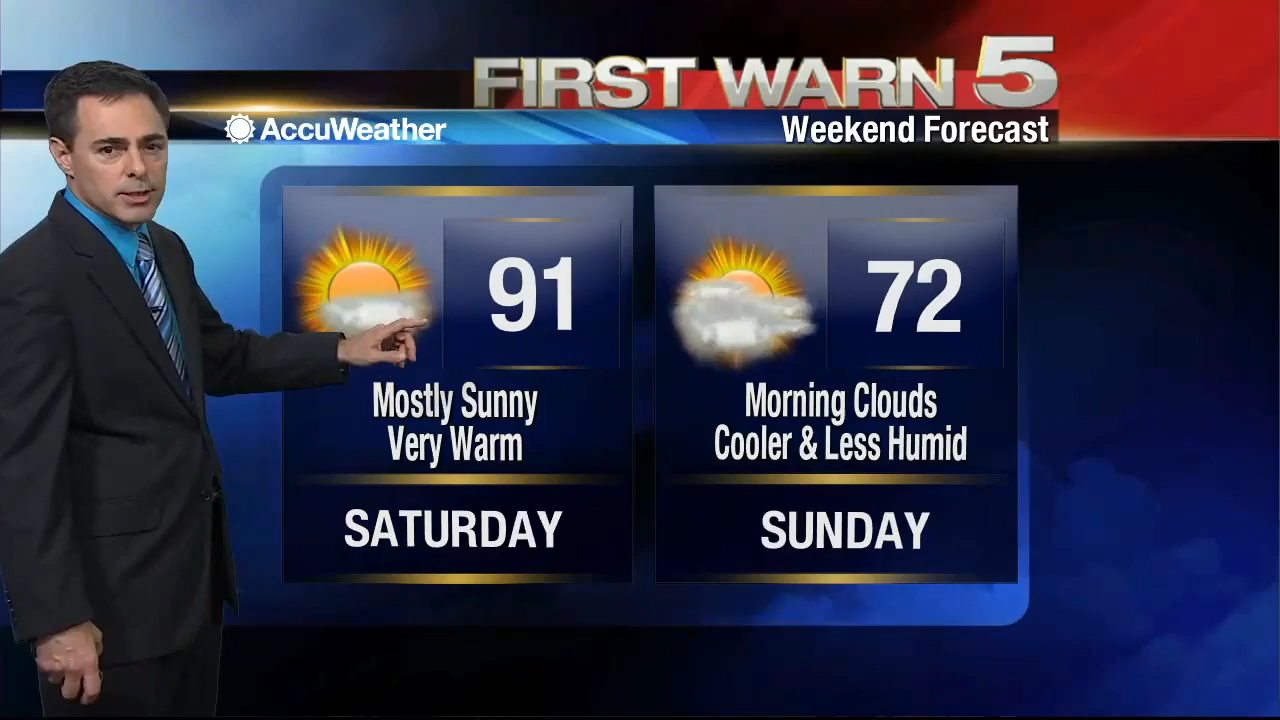 FIRST WARN 5
AccuWeather
Weekend Forecast
91
Mostly Sunny
Very Warm
SATURDAY
72
Morning Clouds
Cooler & Less Humid
SUNDAY